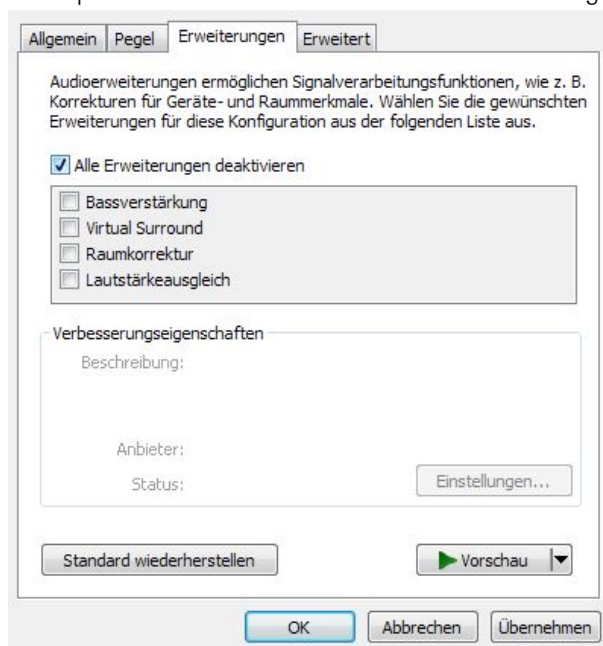 Allgemein Pegel Erweiterungen Erweitert
Audioerweiterungen ermöglichen Signalverarbeitungsfunktionen, wie z. B.
Korrekturen für Geräte- und Raummerkmale. Wählen Sie die gewünschten
Erweiterungen für diese Konfiguration aus der folgenden Liste aus.
Alle Erweiterungen deaktivieren
Bassverstärkung
Virtual Surround
Raumkorrektur
Lautstärkeausgleich
Verbesserungseigenschaften
Beschreibung:
Anbieter:
Status:
Einstellungen...
Standard wiederherstellen
Vorschau
OK Abbrechen Übernehmen